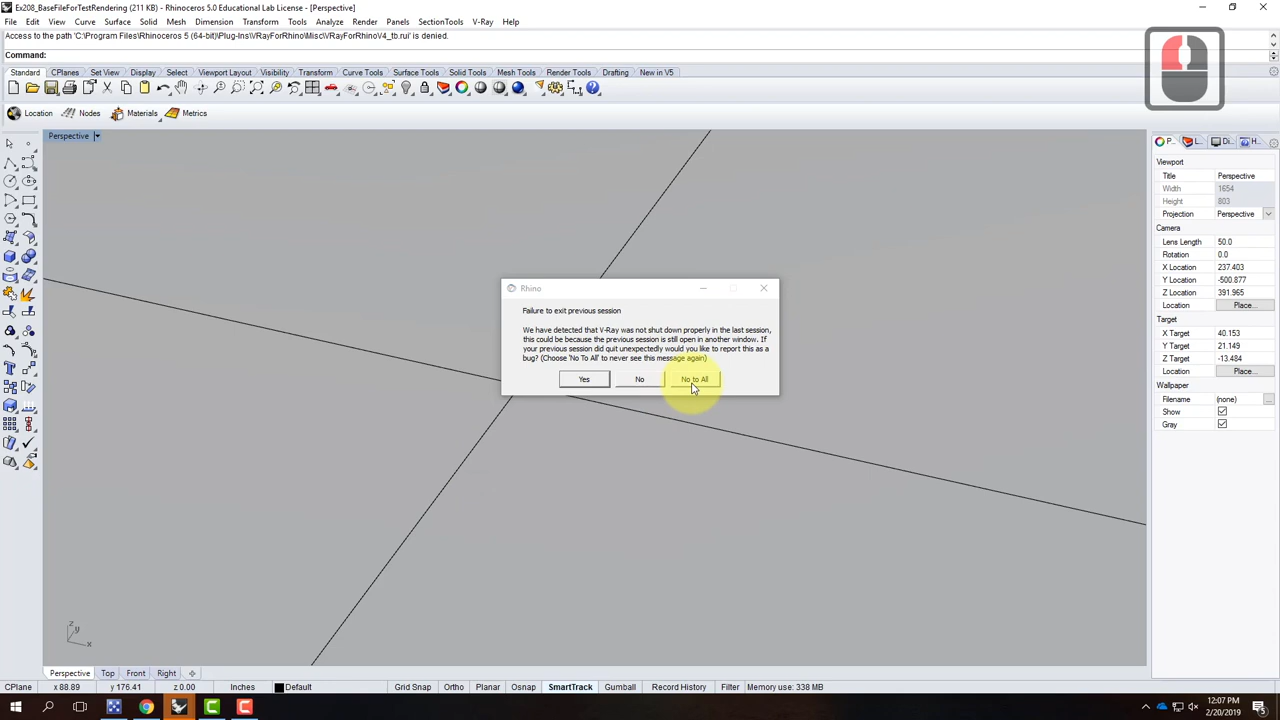 Ex208_BaseFileForTestRendering (211 KB) - Rhinoceros 5.0 Educational Lab License - [Perspective]
File Edit View Curve Surface Solid Mesh Dimension Transform Tools Analyze Render Panels SectionTools V-Ray Help
Access to the path 'C:\Program Files\Rhinoceros 5 (64-bit)\Plug-Ins\VRayForRhino\Misc\VRayForRhinoV4_tb.rui' is denied.
Command:
Standard CPlanes Set View Display Select Viewport Layout Visibility Transform Curve Tools Surface Tools Solid Tools Mesh Tools Render Tools Drafting New in V5
Location Nodes Materials Metrics
Perspective
P... L... Di... H...
Viewport
Title Perspective
Width 1654
Height 803
Projection Perspective
Camera
Lens Length 50.0
Rotation 0.0
X Location 237.403
Y Location -500.877
Z Location 391.965
Location Place...
Target
X Target 40.153
Y Target 21.149
Z Target -13.484
Location Place...
Wallpaper
Filename (none) ...
Show
Gray
Rhino
Failure to exit previous session
We have detected that V-Ray was not shut down properly in the last session,
this could be because the previous session is still open in another window. If
your previous session did quit unexpectedly would you like to report this as a
bug? (Choose 'No To All' to never see this message again)
Yes No No to All
z
y
x
Perspective Top Front Right
CPlane x 88.89 y 176.41 z 0.00 Inches Default Grid Snap Ortho Planar Osnap SmartTrack Gumball Record History Filter Memory use: 338 MB
12:07 PM
2/20/2019